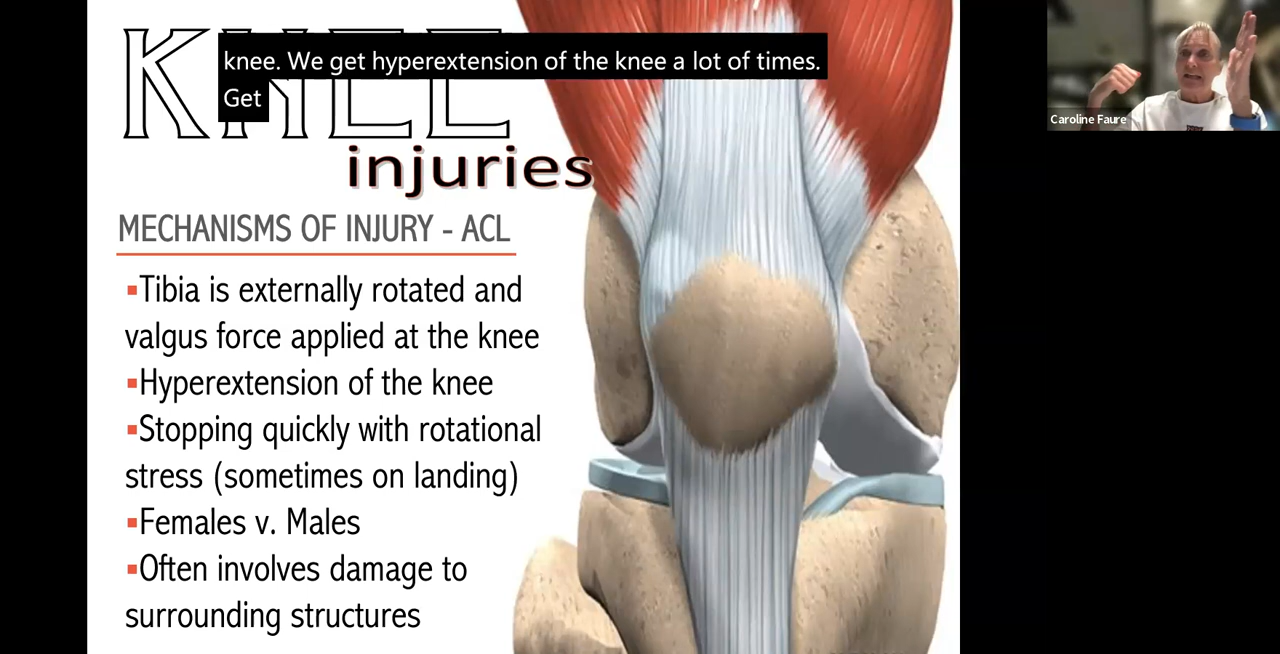 KNEE
knee. We get hyperextension of the knee a lot of times.
Get
injuries
MECHANISMS OF INJURY - ACL
▪Tibia is externally rotated and
valgus force applied at the knee
▪Hyperextension of the knee
▪Stopping quickly with rotational
stress (sometimes on landing)
▪Females v. Males
▪Often involves damage to
surrounding structures
Caroline Faure